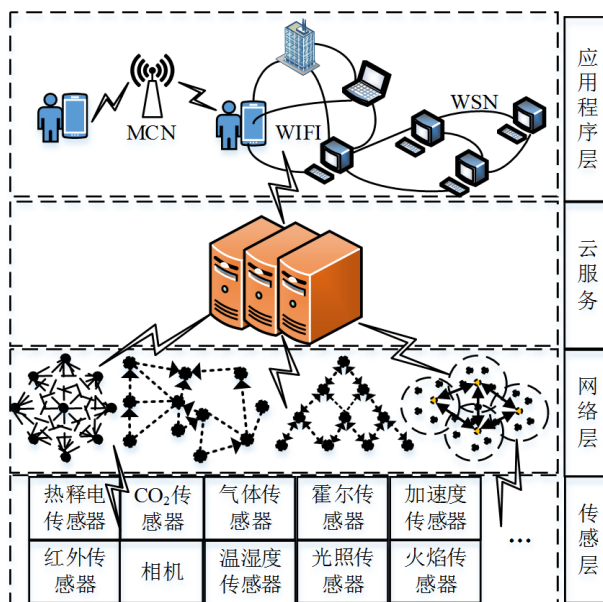 MCN
WIFI
WSN
应用程序层
云服务
网络层
热释电
传感器
CO₂传
感器
气体传
感器
霍尔传
感器
加速度
传感器
红外传
感器
相机
温湿度
传感器
光照传
感器
火焰传
感器
...
传感层